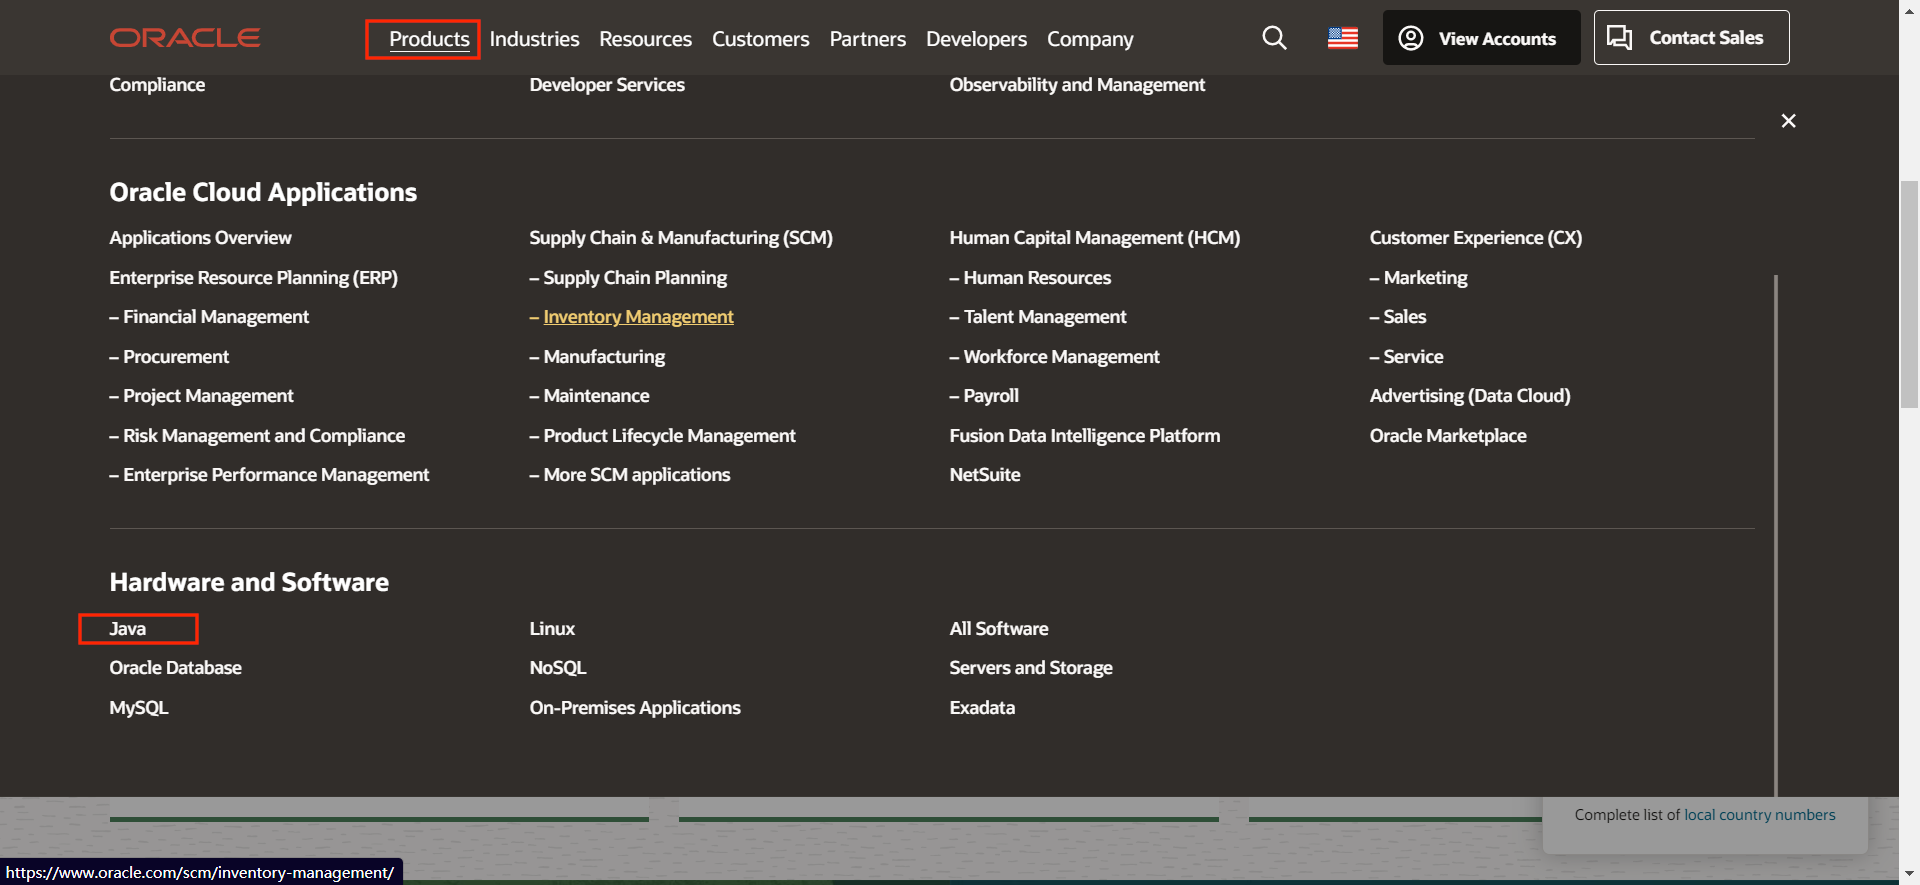 ORACLE Products Industries Resources Customers Partners Developers Company View Accounts Contact Sales
Compliance Developer Services Observability and Management
Oracle Cloud Applications
Applications Overview Supply Chain & Manufacturing (SCM) Human Capital Management (HCM) Customer Experience (CX)
Enterprise Resource Planning (ERP) – Supply Chain Planning – Human Resources – Marketing
– Financial Management – Inventory Management – Talent Management – Sales
– Procurement – Manufacturing – Workforce Management – Service
– Project Management – Maintenance – Payroll Advertising (Data Cloud)
– Risk Management and Compliance – Product Lifecycle Management Fusion Data Intelligence Platform Oracle Marketplace
– Enterprise Performance Management – More SCM applications NetSuite
Hardware and Software
Java Linux All Software
Oracle Database NoSQL Servers and Storage
MySQL On-Premises Applications Exadata
Complete list of local country numbers
https://www.oracle.com/scm/inventory-management/